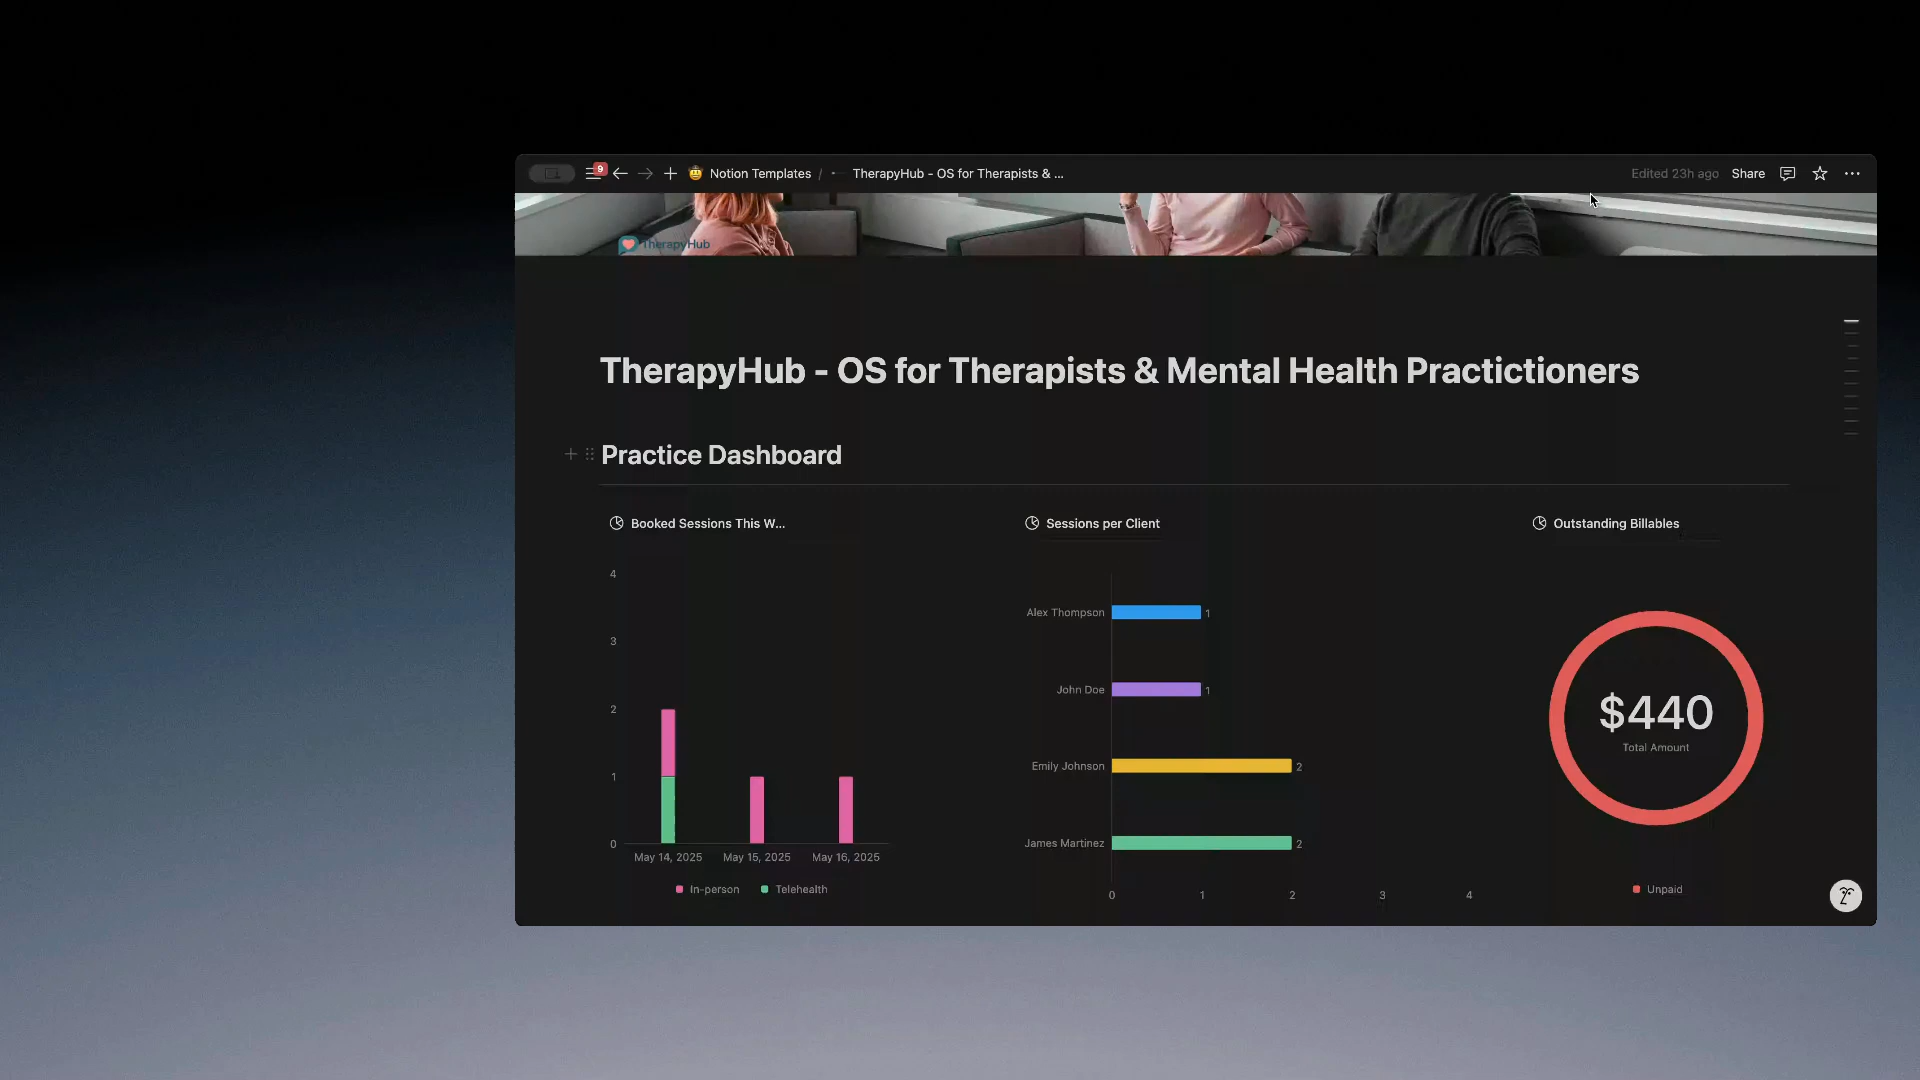 9
Notion Templates / TherapyHub - OS for Therapists & ...
Edited 23h ago Share
TherapyHub
TherapyHub - OS for Therapists & Mental Health Practictioners
Practice Dashboard
Booked Sessions This W...
4
3
2
1
0
May 14, 2025 May 15, 2025 May 16, 2025
In-person Telehealth
Sessions per Client
Alex Thompson 1
John Doe 1
Emily Johnson 2
James Martinez 2
0 1 2 3 4
Outstanding Billables
$440
Total Amount
Unpaid